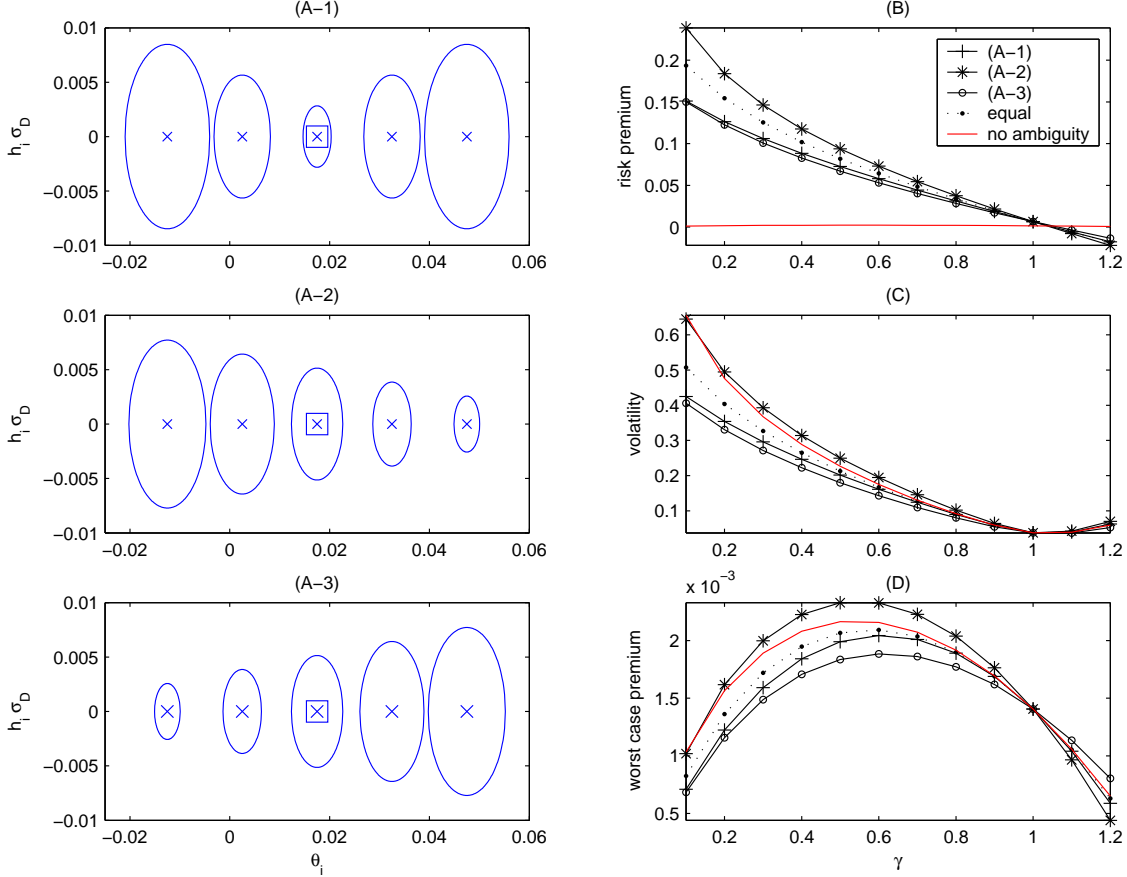 (A−1)
0.01
0.005
0
−0.005
−0.01
h_i σ_D
−0.02 0 0.02 0.04 0.06
(B)
0.2
0.15
0.1
0.05
0
risk premium
0.2 0.4 0.6 0.8 1 1.2
(A−1)
(A−2)
(A−3)
equal
no ambiguity
(A−2)
0.01
0.005
0
−0.005
−0.01
h_i σ_D
−0.02 0 0.02 0.04 0.06
(C)
0.6
0.5
0.4
0.3
0.2
0.1
volatility
0.2 0.4 0.6 0.8 1 1.2
(A−3)
0.01
0.005
0
−0.005
−0.01
h_i σ_D
−0.02 0 0.02 0.04 0.06
θ_i
(D)
x 10^−3
2
1.5
1
0.5
worst case premium
0.2 0.4 0.6 0.8 1 1.2
γ